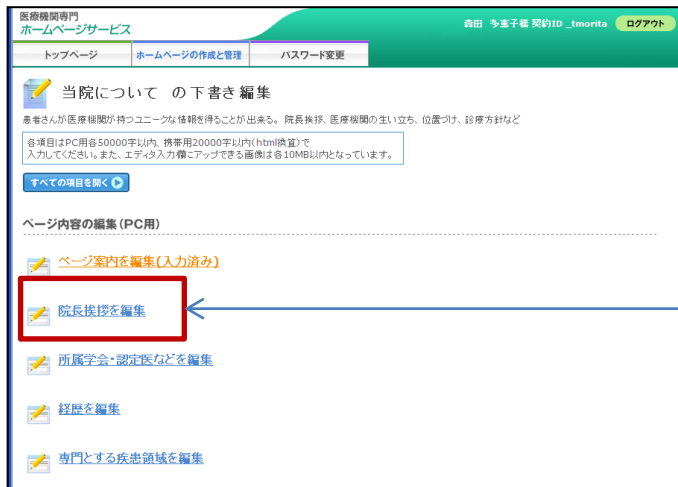 医療機関専門
ホームページサービス
森田 多恵子様 契約ID _tmorita ログアウト
トップページ ホームページの作成と管理 パスワード変更
当院について の下書き編集
患者さんが医療機関が持つユニークな情報を得ることが出来る。 院長挨拶、医療機関の生い立ち、位置づけ、診療方針など
各項目はPC用各50000字以内、携帯用20000字以内(html換算)で
入力してください。また、エディタ入力欄にアップできる画像は各10MB以内となっています。
すべての項目を開く
ページ内容の編集(PC用)
ページ案内を編集(入力済み)
院長挨拶を編集
所属学会・認定医などを編集
経歴を編集
専門とする疾患領域を編集